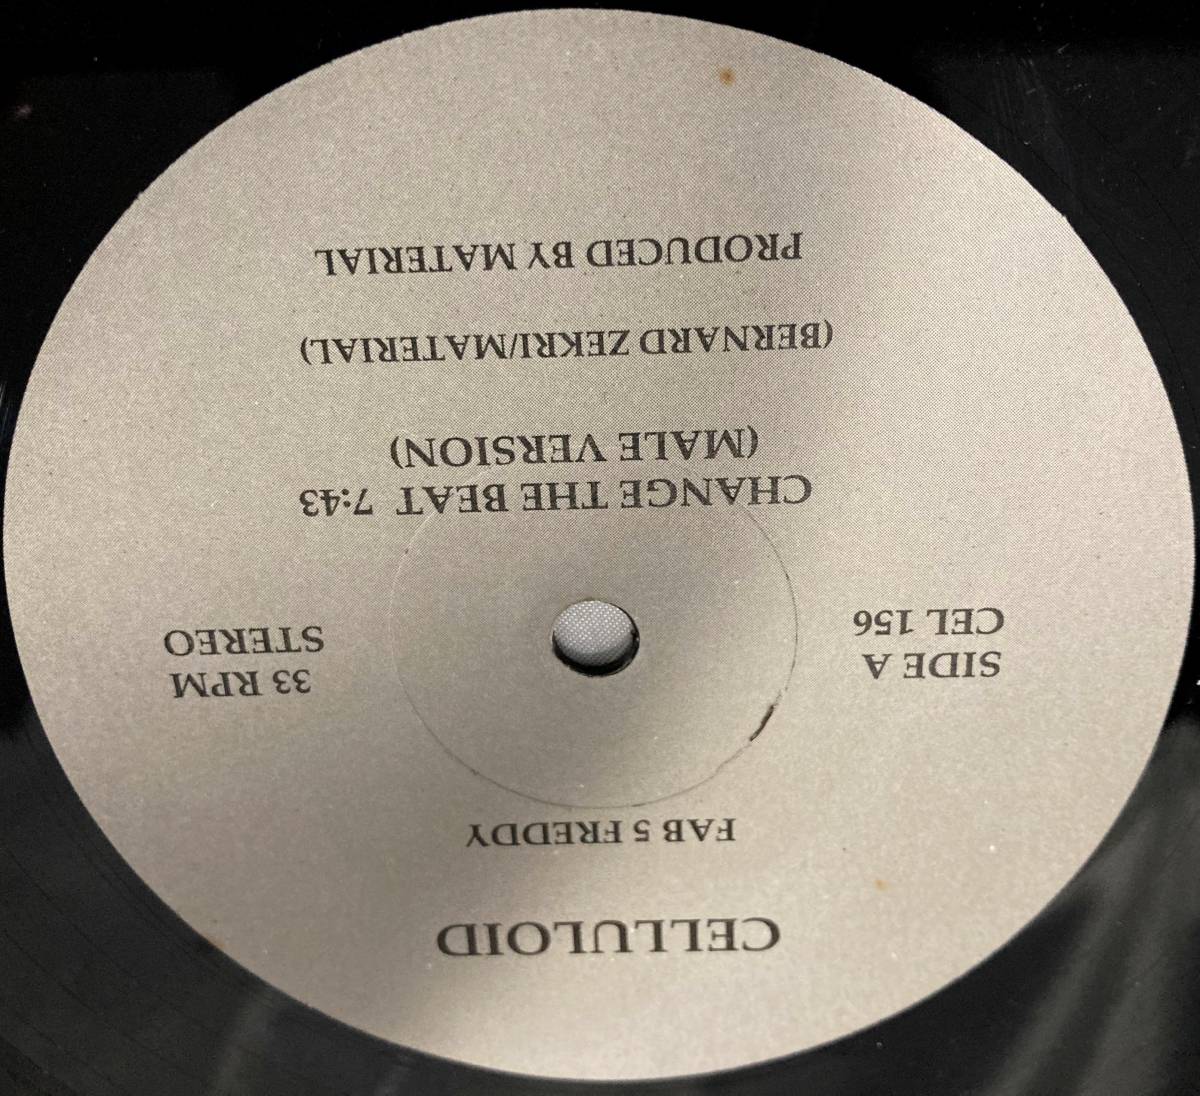 CELLULOID
FAB 5 FREDDY
SIDE A
CEL 156
33 RPM
STEREO
CHANGE THE BEAT 7:43
(MALE VERSION)
(BERNARD ZEKRI/MATERIAL)
PRODUCED BY MATERIAL